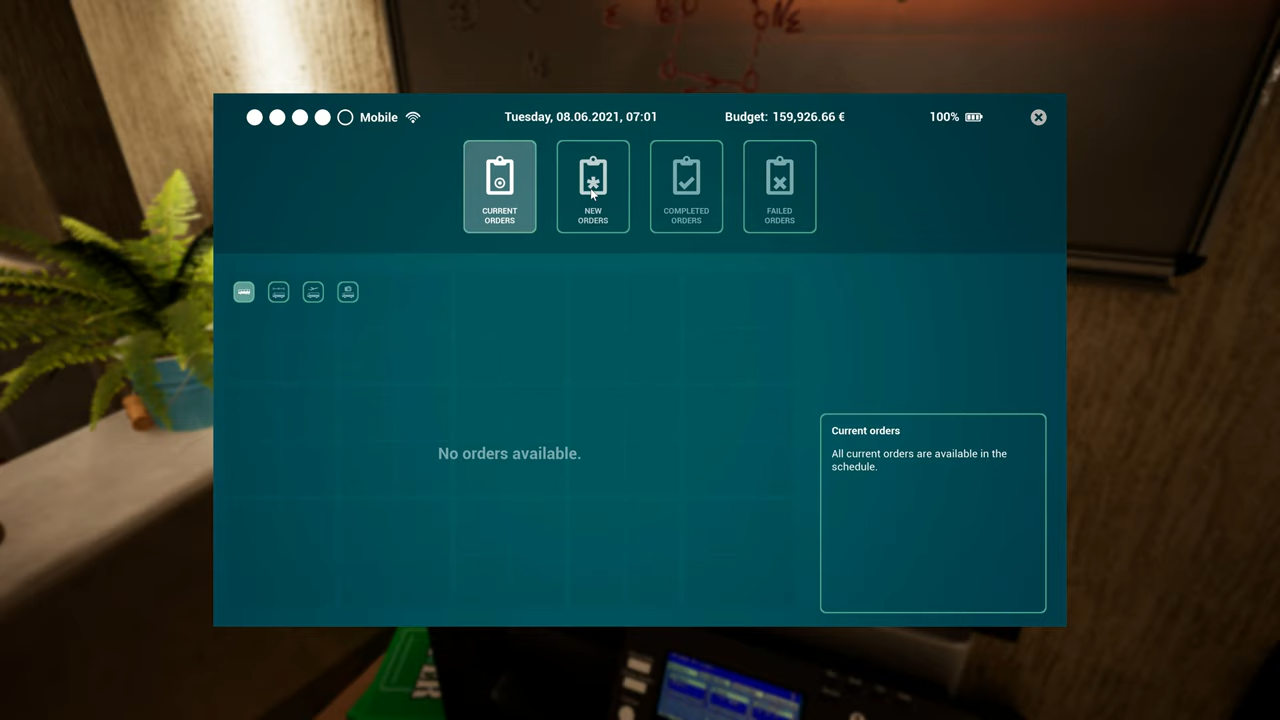 Mobile
Tuesday, 08.06.2021, 07:01
Budget: 159,926.66 €
100%
CURRENT
ORDERS
NEW
ORDERS
COMPLETED
ORDERS
FAILED
ORDERS
No orders available.
Current orders
All current orders are available in the
schedule.